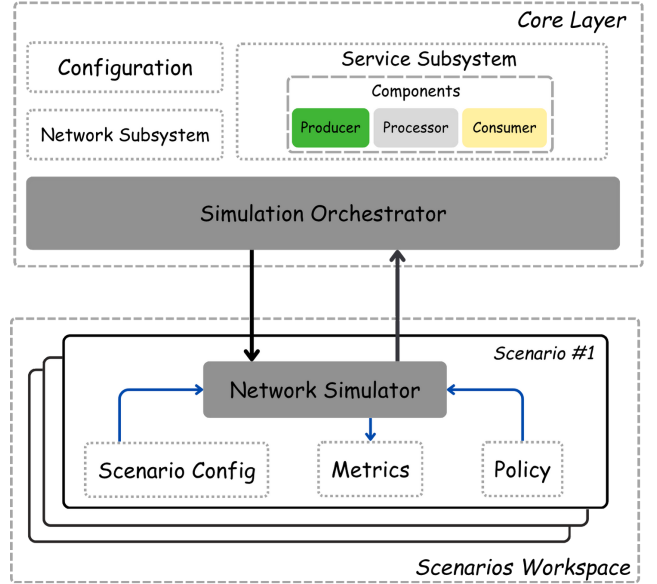 Core Layer
Configuration
Service Subsystem
Components
Network Subsystem
Producer
Processor
Consumer
Simulation Orchestrator
Scenario #1
Network Simulator
Scenario Config
Metrics
Policy
Scenarios Workspace